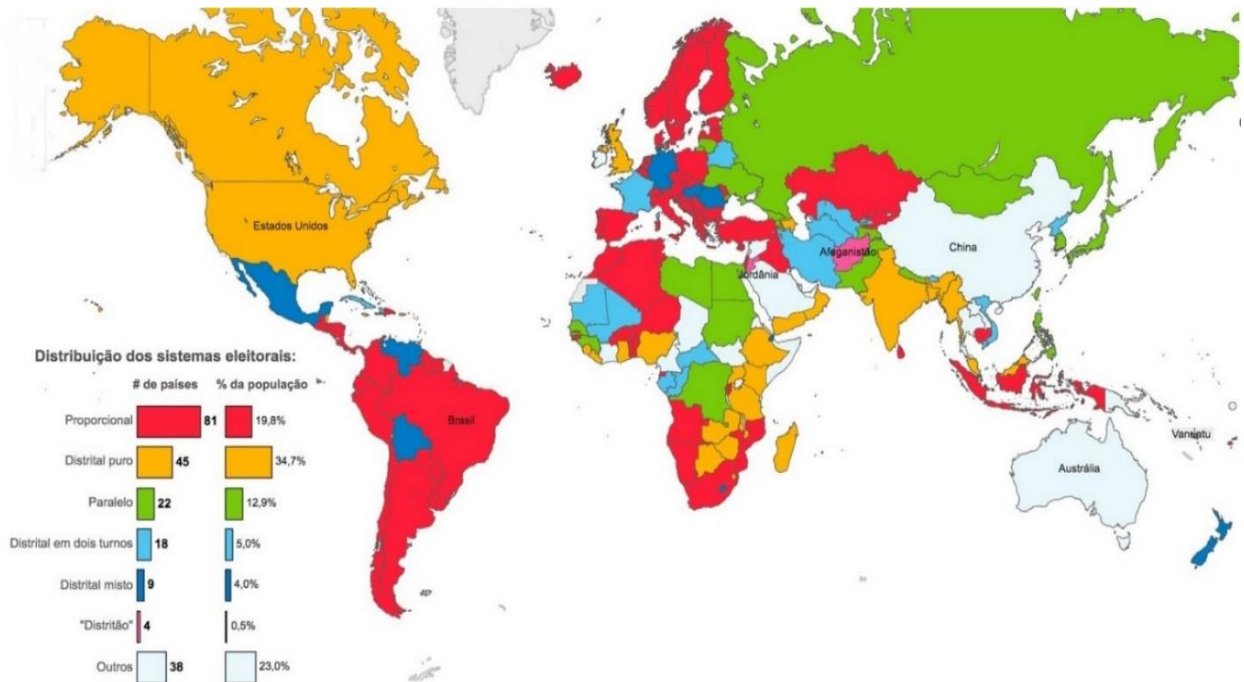 Estados Unidos
Afeganistão
China
Jordânia
Distribuição dos sistemas eleitorais:
# de países % da população
Proporcional 81 19,8%
Brasil
Vanuatu
Distrital puro 45 34,7%
Austrália
Paralelo 22 12,9%
Distrital em dois turnos 18 5,0%
Distrital misto 9 4,0%
"Distritão" 4 0,5%
Outros 38 23,0%